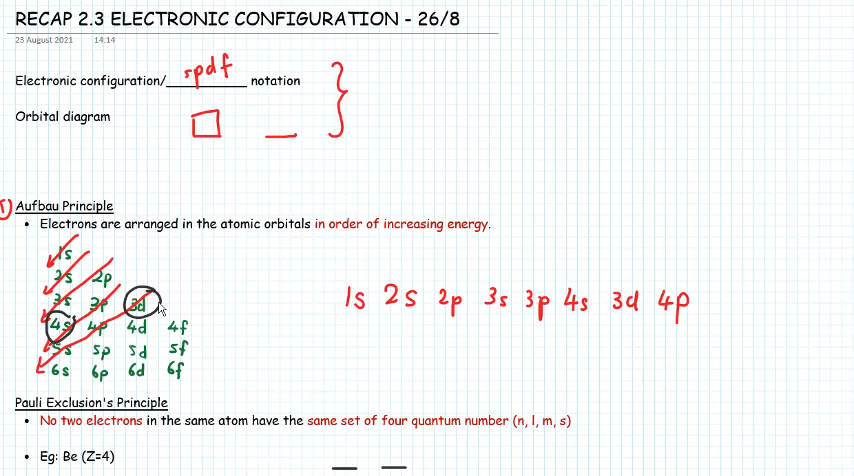 RECAP 2.3 ELECTRONIC CONFIGURATION - 26/8
23 August 2021 14:14
Electronic configuration/ spdf notation
Orbital diagram
1) Aufbau Principle
• Electrons are arranged in the atomic orbitals in order of increasing energy.
1s
2s 2p
3s 3p 3d
4s 4p 4d 4f
5s 5p 5d 5f
6s 6p 6d 6f
1s 2s 2p 3s 3p 4s 3d 4p
Pauli Exclusion's Principle
• No two electrons in the same atom have the same set of four quantum number (n, l, m, s)
• Eg: Be (Z=4)